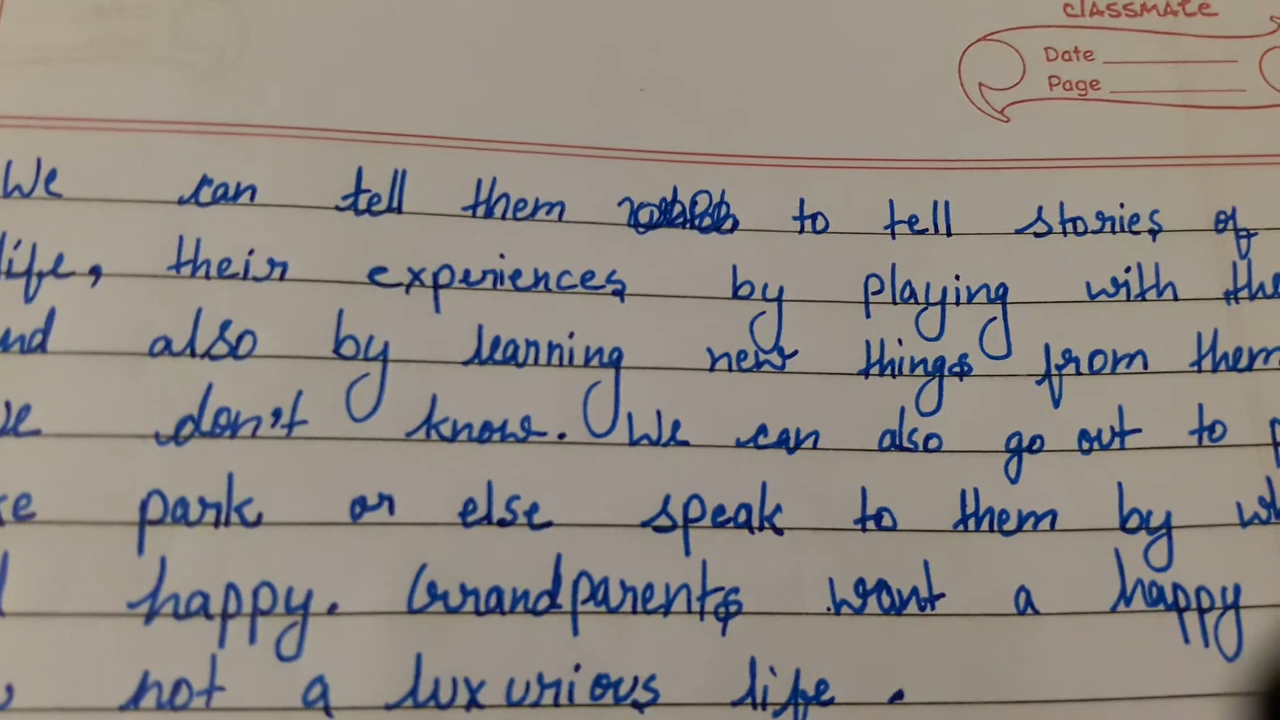 classmate
Date
Page
We can tell them to tell stories of
life, their experiences by playing with
also by learning new things from them
don't know. We can also go out to
park or else speak to them by
happy. Grandparents want a happy
not a luxurious life.